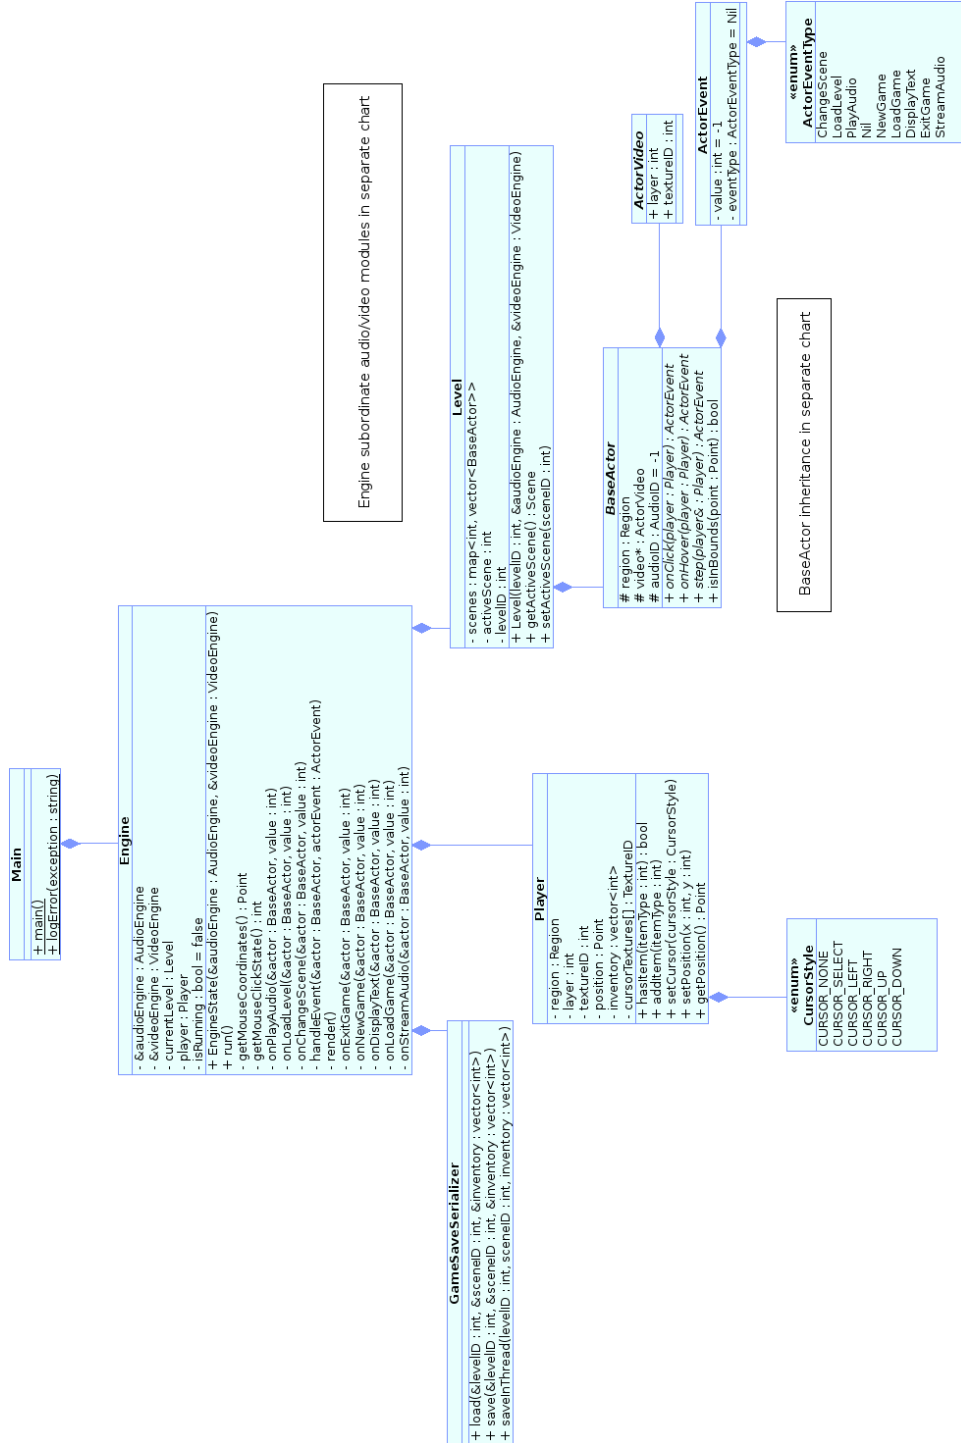 Main
+ main()
+ logError(exception : string)
Engine
- &audioEngine : AudioEngine
- &videoEngine : VideoEngine
- currentLevel : Level
- player : Player
- isRunning : bool = false
+ EngineState(&audioEngine : AudioEngine, &videoEngine : VideoEngine)
+ run()
- getMouseCoordinates() : Point
- getMouseClickState() : int
- onPlayAudio(&actor : BaseActor, value : int)
- onLoadLevel(&actor : BaseActor, value : int)
- onChangeScene(&actor : BaseActor, value : int)
- handleEvent(&actor : BaseActor, actorEvent : ActorEvent)
- render()
- onExitGame(&actor : BaseActor, value : int)
- onNewGame(&actor : BaseActor, value : int)
- onDisplayText(&actor : BaseActor, value : int)
- onLoadGame(&actor : BaseActor, value : int)
- onStreamAudio(&actor : BaseActor, value : int)
Engine subordinate audio/video modules in separate chart
GameSaveSerializer
+ load(&levelID : int, &sceneID : int, &inventory : vector<int>)
+ save(&levelID : int, &sceneID : int, &inventory : vector<int>)
+ saveInThread(levelID : int, sceneID : int, inventory : vector<int>)
Player
- region : Region
- layer : int
- textureID : int
- position : Point
- inventory : vector<int>
- cursorTextures[] : TextureID
+ hasItem(itemType : int) : bool
+ addItem(itemType : int)
+ setCursor(cursorStyle : CursorStyle)
+ setPosition(x : int, y : int)
+ getPosition() : Point
Level
- scenes : map<int, vector<BaseActor>>
- activeScene : int
- levelID : int
+ Level(levelID : int, &audioEngine : AudioEngine, &videoEngine : VideoEngine)
+ getActiveScene() : Scene
+ setActiveScene(sceneID : int)
BaseActor
# region : Region
# video* : ActorVideo
# audioID : AudioID = -1
+ onClick(player : Player) : ActorEvent
+ onHover(player : Player) : ActorEvent
+ step(player& : Player) : ActorEvent
+ isInBounds(point : Point) : bool
ActorVideo
+ layer : int
+ textureID : int
ActorEvent
- value : int = -1
- eventType : ActorEventType = Nil
«enum»
CursorStyle
CURSOR_NONE
CURSOR_SELECT
CURSOR_LEFT
CURSOR_RIGHT
CURSOR_UP
CURSOR_DOWN
BaseActor inheritance in separate chart
«enum»
ActorEventType
ChangeScene
LoadLevel
PlayAudio
Nil
NewGame
LoadGame
DisplayText
ExitGame
StreamAudio